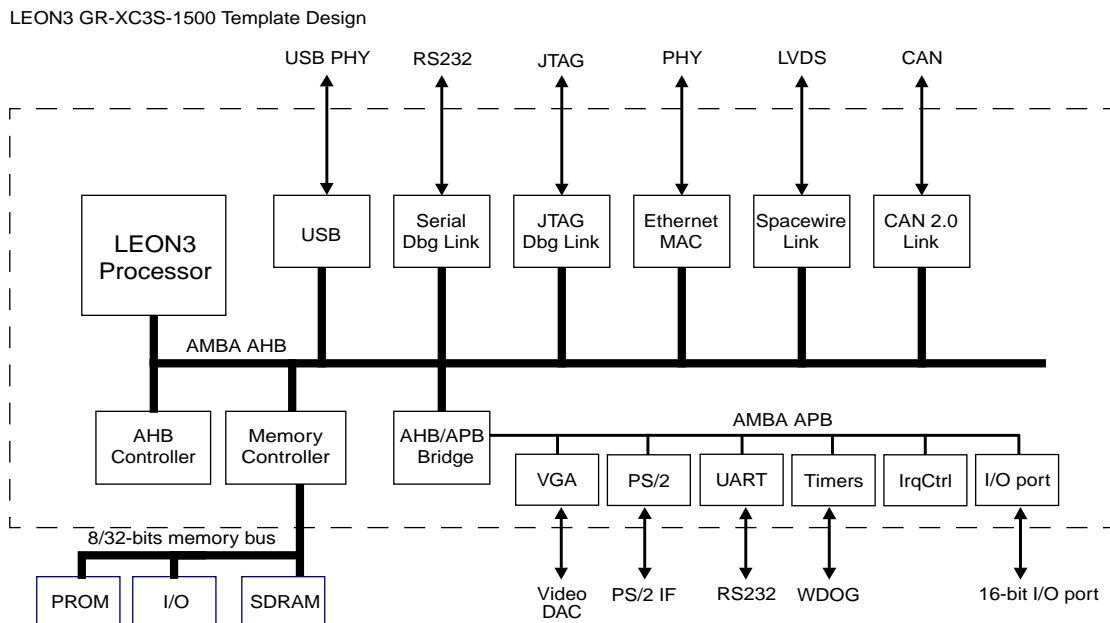 LEON3 GR-XC3S-1500 Template Design
USB PHY
RS232
JTAG
PHY
LVDS
CAN
LEON3
Processor
USB
Serial
Dbg Link
JTAG
Dbg Link
Ethernet
MAC
Spacewire
Link
CAN 2.0
Link
AMBA AHB
AHB
Controller
Memory
Controller
AHB/APB
Bridge
AMBA APB
VGA
PS/2
UART
Timers
IrqCtrl
I/O port
8/32-bits memory bus
PROM
I/O
SDRAM
Video
DAC
PS/2 IF
RS232
WDOG
16-bit I/O port